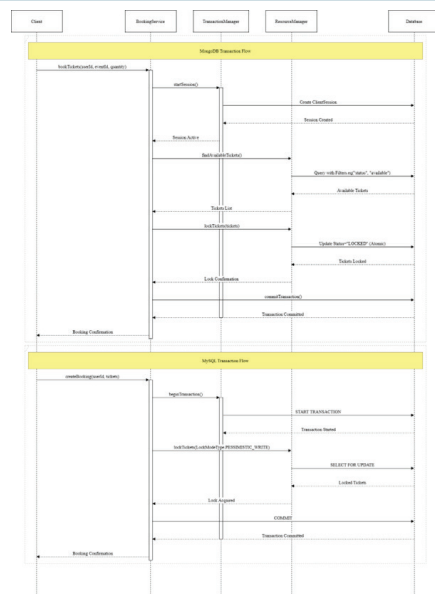 Client
BookingService
TransactionManager
ResourceManager
Database
MongoDB Transaction Flow
bookTickets(userId, eventId, quantity)
startSession()
Create ClientSession
Session Created
Session Active
findAvailableTickets()
Query with Filters.eq("status", "available")
Available Tickets
Tickets List
lockTickets(tickets)
Update Status="LOCKED" (Atomic)
Tickets Locked
Lock Confirmation
commitTransaction()
Transaction Committed
Booking Confirmation
MySQL Transaction Flow
createBooking(userId, tickets)
beginTransaction()
START TRANSACTION
Transaction Started
lockTickets(LockModeType.PESSIMISTIC_WRITE)
SELECT FOR UPDATE
Locked Tickets
Lock Acquired
COMMIT
Transaction Committed
Booking Confirmation